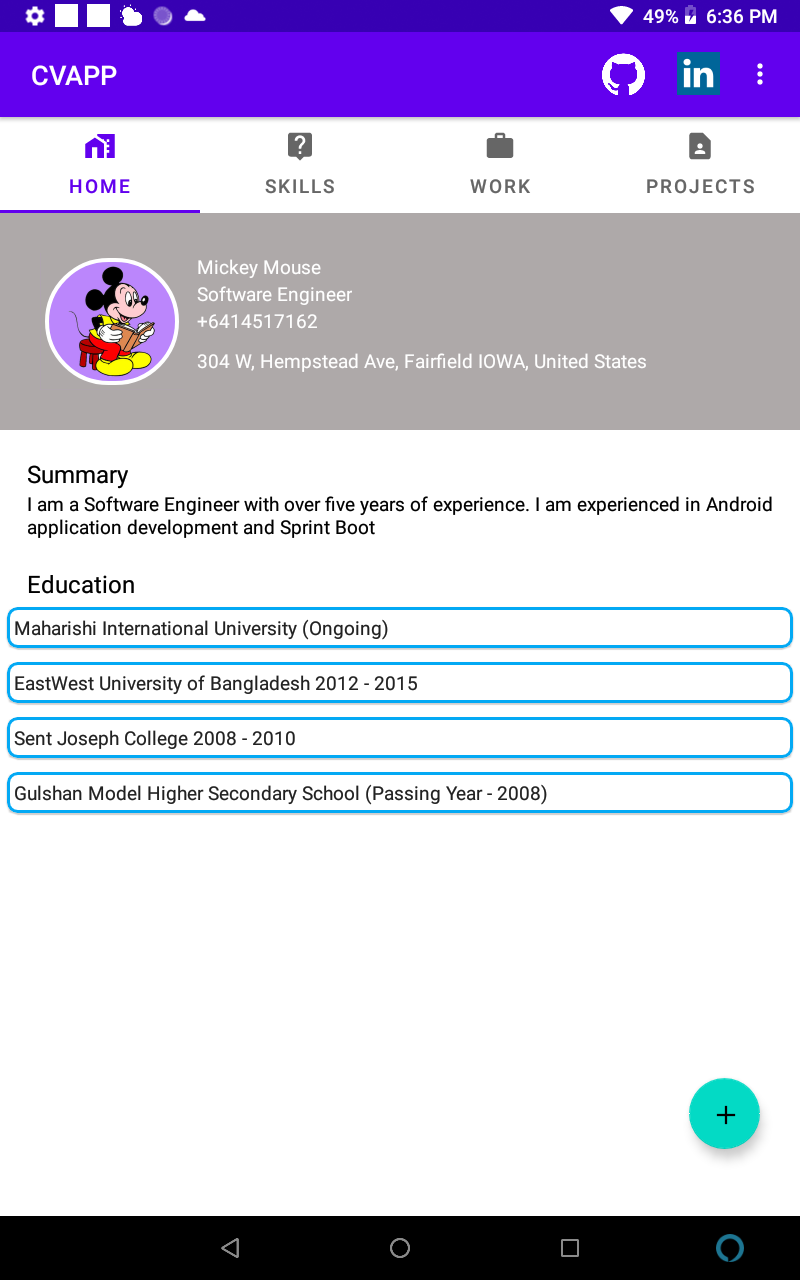 49% 6:36 PM
CVAPP
in
HOME SKILLS WORK PROJECTS
Mickey Mouse
Software Engineer
+6414517162
304 W, Hempstead Ave, Fairfield IOWA, United States
Summary
I am a Software Engineer with over five years of experience. I am experienced in Android
application development and Sprint Boot
Education
Maharishi International University (Ongoing)
EastWest University of Bangladesh 2012 - 2015
Sent Joseph College 2008 - 2010
Gulshan Model Higher Secondary School (Passing Year - 2008)
+